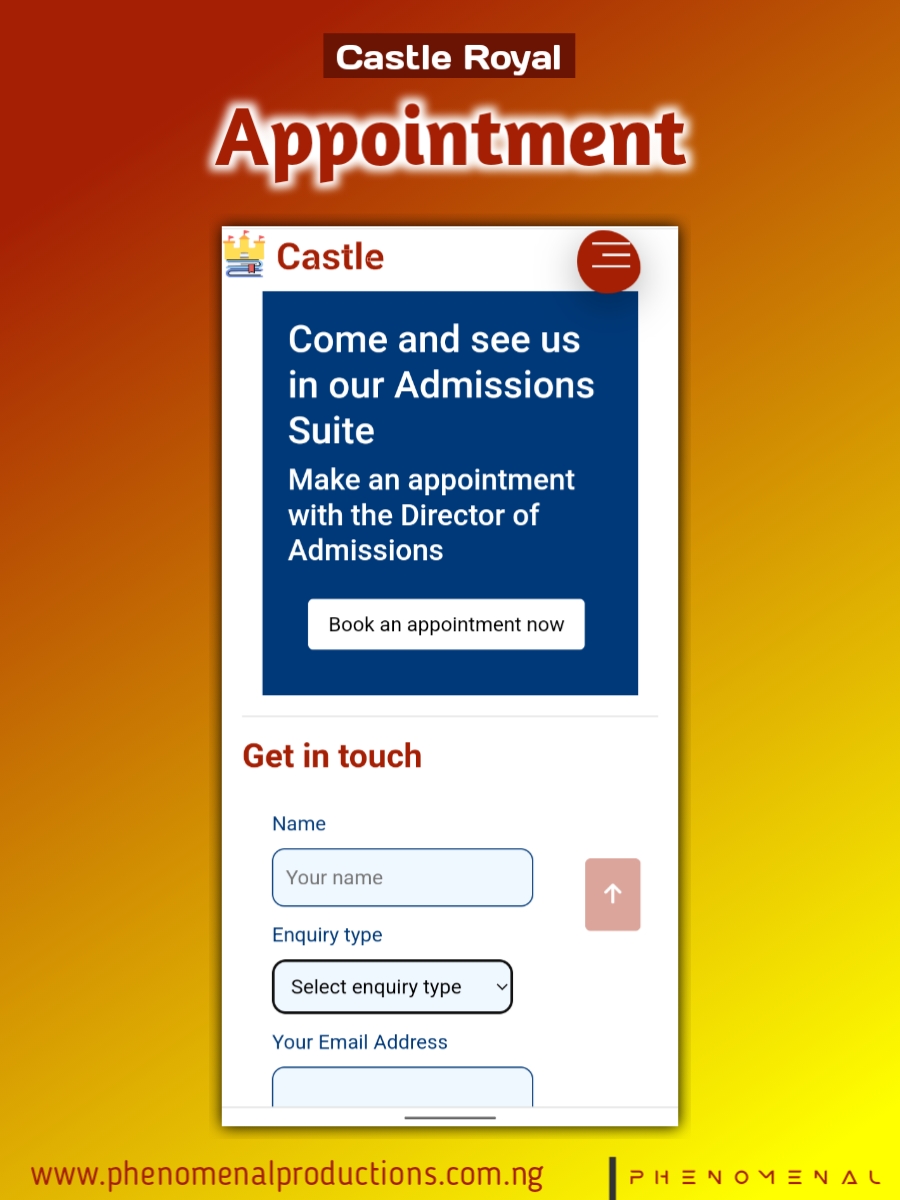 Castle Royal
Appointment
Castle
Come and see us
in our Admissions
Suite
Make an appointment
with the Director of
Admissions
Book an appointment now
Get in touch
Name
Your name
Enquiry type
Select enquiry type
Your Email Address
www.phenomenalproductions.com.ng
PHENOMENAL